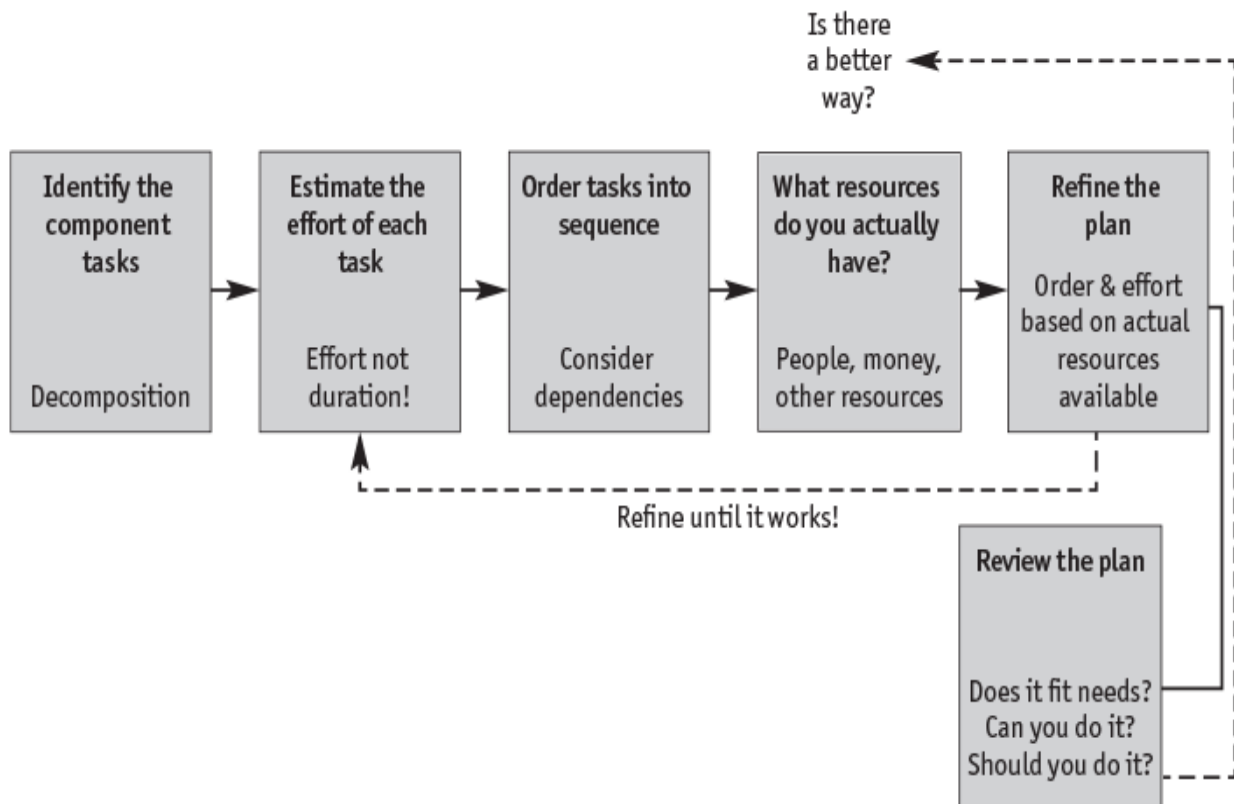 Is there
a better
way?
Identify the
component
tasks
Decomposition
Estimate the
effort of each
task
Effort not
duration!
Order tasks into
sequence
Consider
dependencies
What resources
do you actually
have?
People, money,
other resources
Refine the
plan
Order & effort
based on actual
resources
available
Refine until it works!
Review the plan
Does it fit needs?
Can you do it?
Should you do it?